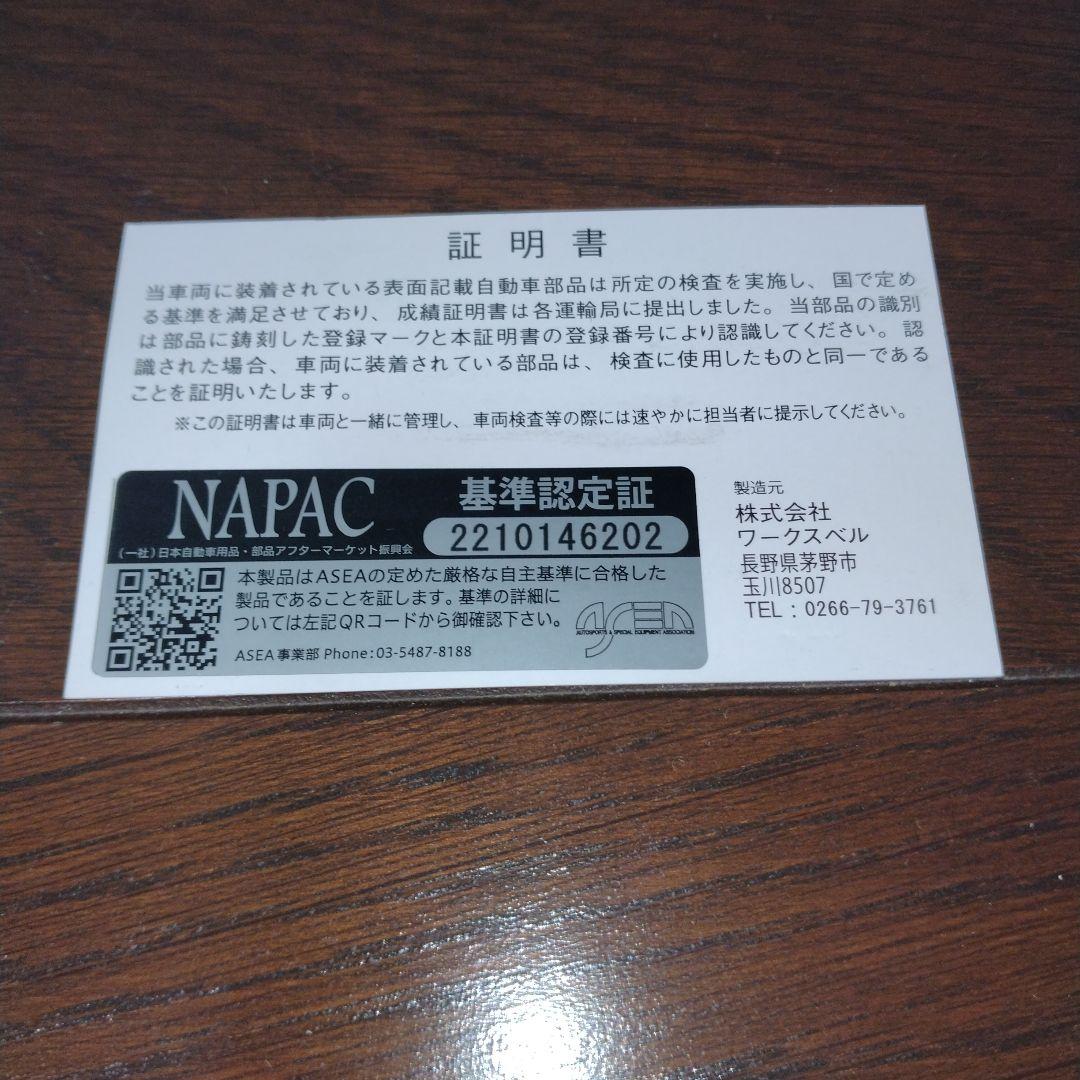 証明書
当車両に装着されている表面記載自動車部品は所定の検査を実施し、国で定め
る基準を満足させており、成績証明書は各運輸局に提出しました。当部品の識別
は部品に鋳刻した登録マークと本証明書の登録番号により認識してください。認
識された場合、車両に装着されている部品は、検査に使用したものと同一である
ことを証明いたします。
※この証明書は車両と一緒に管理し、車両検査等の際には速やかに担当者に提示してください。
NAPAC
(一社)日本自動車用品・部品アフターマーケット振興会
基準認定証
2210146202
本製品はASEAの定めた厳格な自主基準に合格した
製品であることを証します。基準の詳細に
ついては左記QRコードから御確認下さい。
ASEA事業部 Phone:03-5487-8188
ASEA
AUTOSPORTS & SPECIAL EQUIPMENT ASSOCIATION
製造元
株式会社
ワークスベル
長野県茅野市
玉川8507
TEL : 0266-79-3761